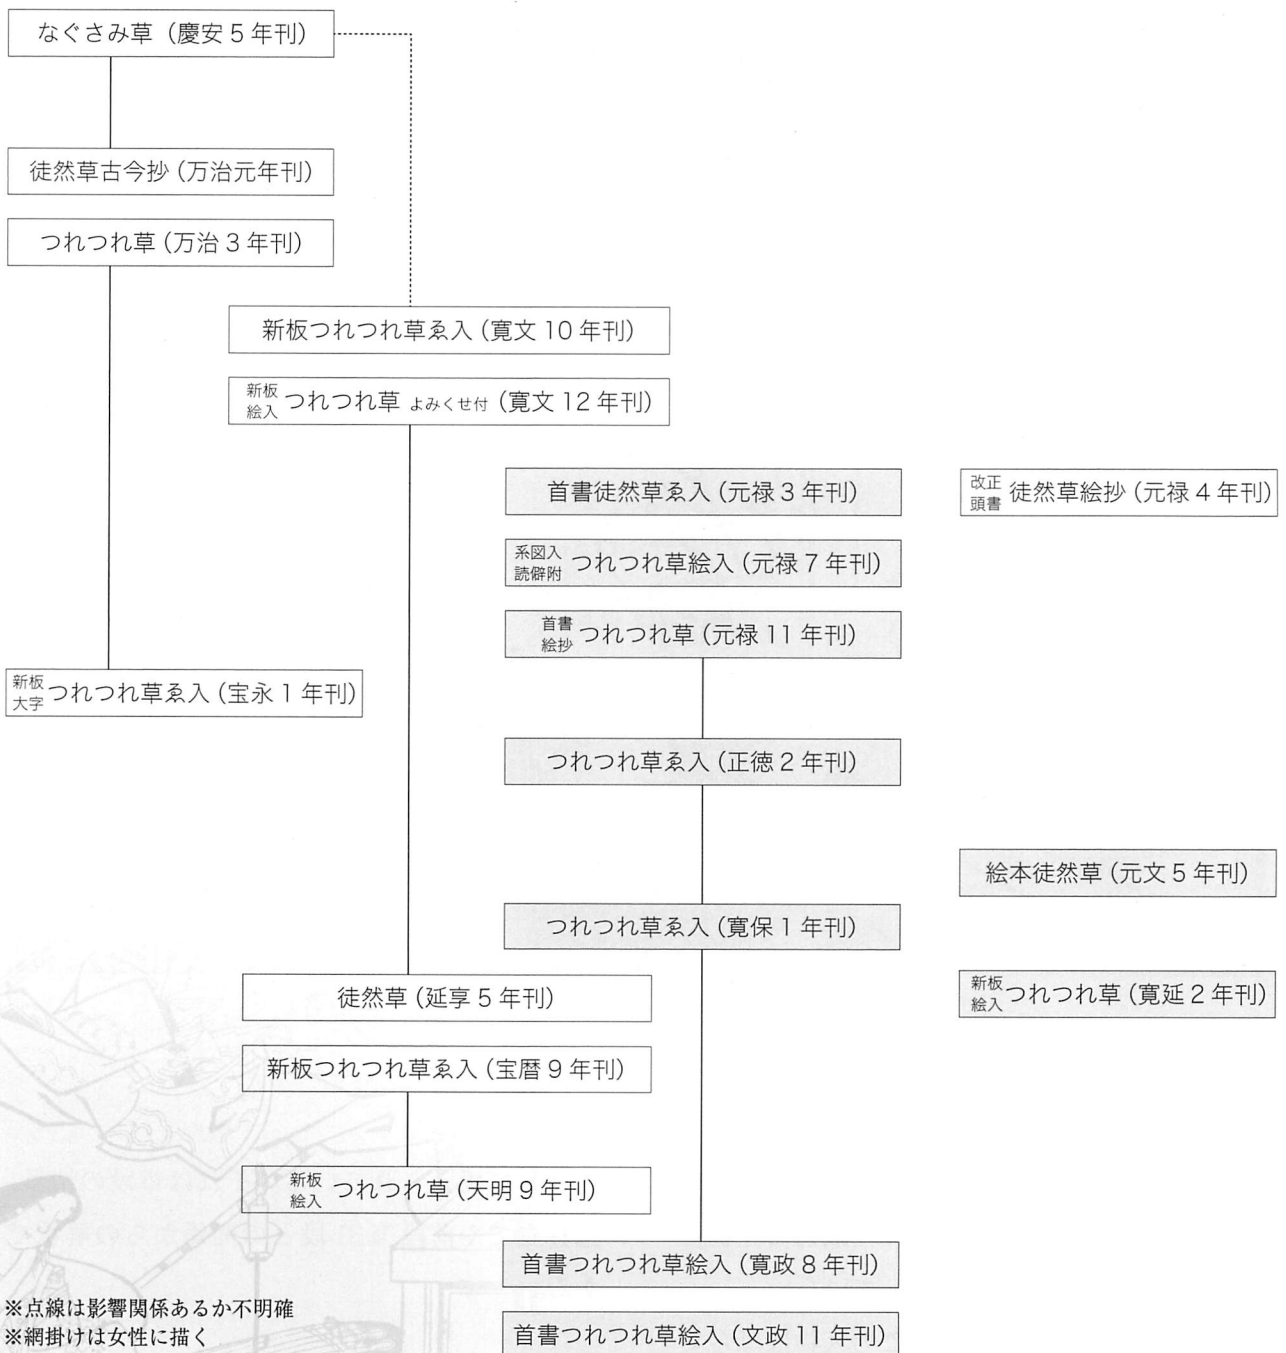 なぐさみ草（慶安5年刊）
徒然草古今抄（万治元年刊）
つれつれ草（万治3年刊）
新板つれつれ草ゑ入（寛文10年刊）
新板
絵入 つれつれ草 よみくせ付（寛文12年刊）
首書徒然草ゑ入（元禄3年刊）
改正
頭書 徒然草絵抄（元禄4年刊）
系図入
読僻附 つれつれ草絵入（元禄7年刊）
首書
絵抄 つれつれ草（元禄11年刊）
新板
大字 つれつれ草ゑ入（宝永1年刊）
つれつれ草ゑ入（正徳2年刊）
絵本徒然草（元文5年刊）
つれつれ草ゑ入（寛保1年刊）
徒然草（延享5年刊）
新板
絵入 つれつれ草（寛延2年刊）
新板つれつれ草ゑ入（宝暦9年刊）
新板
絵入 つれつれ草（天明9年刊）
首書つれつれ草絵入（寛政8年刊）
首書つれつれ草絵入（文政11年刊）
※点線は影響関係あるか不明確
※網掛けは女性に描く